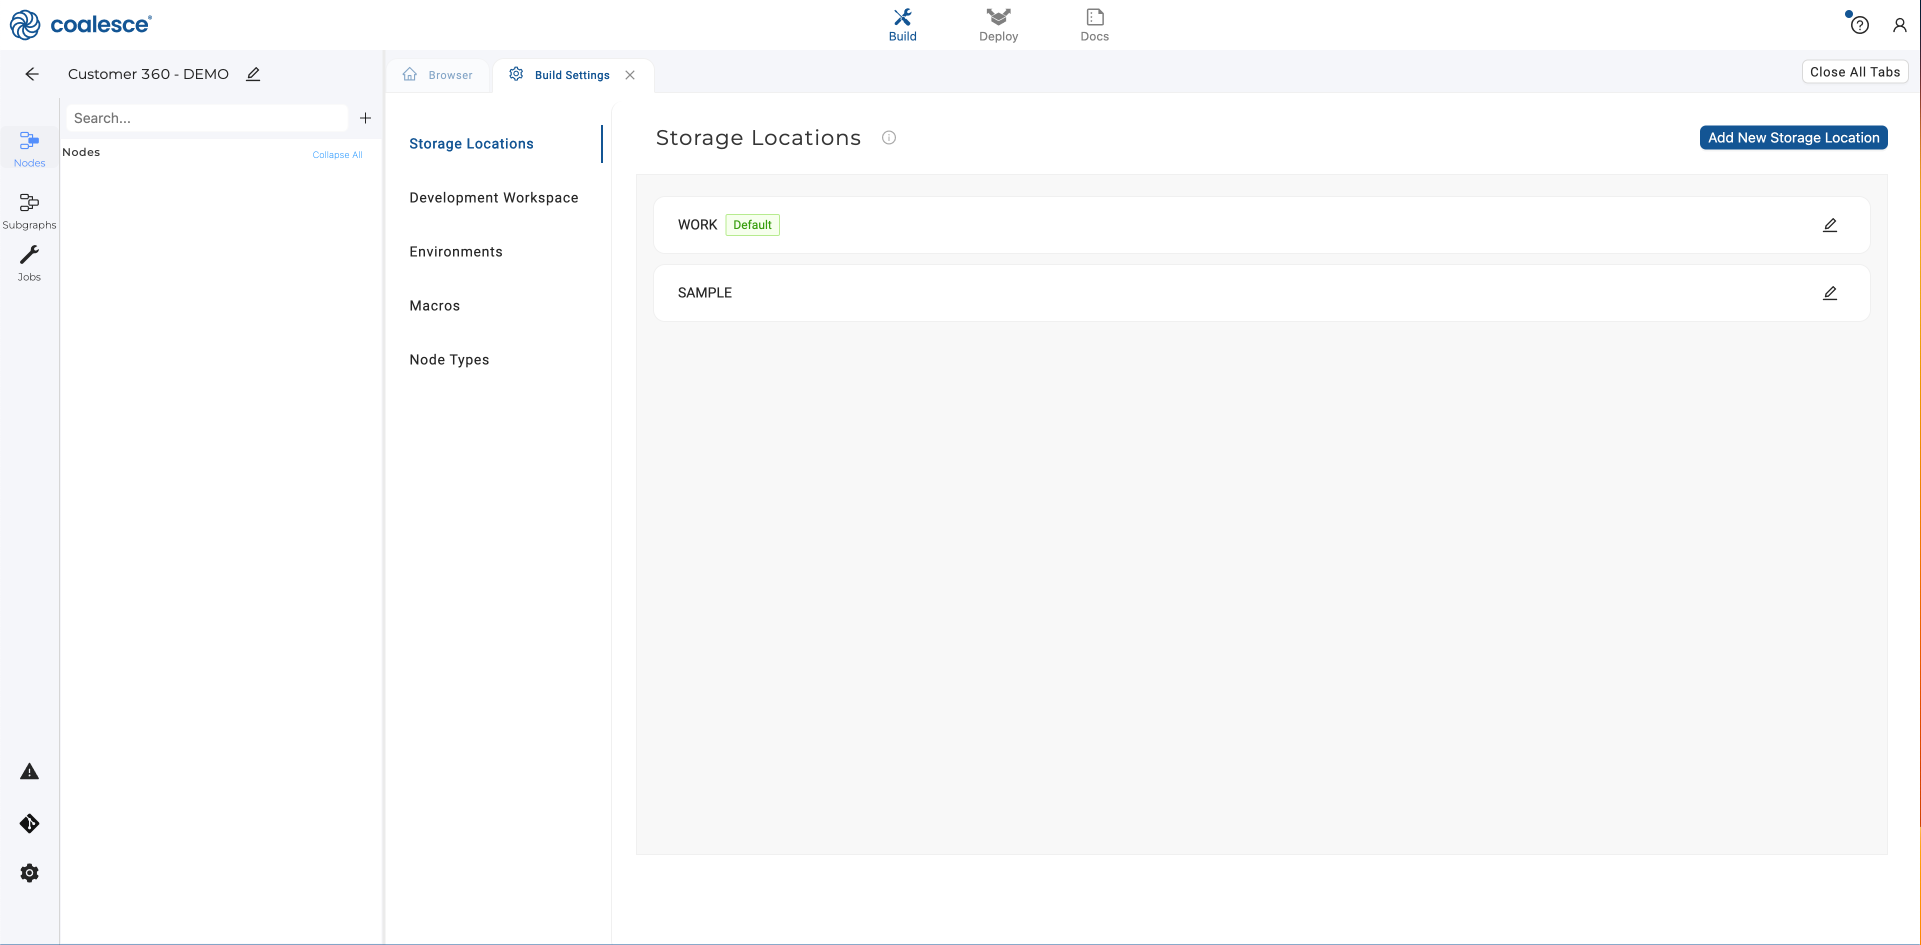 coalesce®
Build
Deploy
Docs
Customer 360 - DEMO
Browser
Build Settings
Close All Tabs
Search...
Nodes
Collapse All
Nodes
Subgraphs
Jobs
Storage Locations
Development Workspace
Environments
Macros
Node Types
Storage Locations
Add New Storage Location
WORK Default
SAMPLE